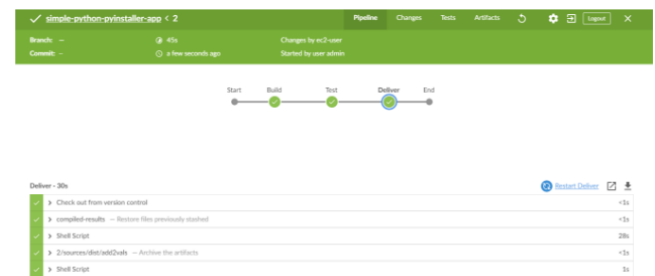 simple-python-pyinstaller-app < 2
Pipeline Changes Tests Artifacts Logout
Branch: — 45s Changes by ec2-user
Commit: — a few seconds ago Started by user admin
Start Build Test Deliver End
Deliver - 30s Restart Deliver
Check out from version control <1s
compiled-results — Restore files previously stashed <1s
Shell Script 28s
2/sources/dist/add2vals — Archive the artifacts <1s
Shell Script 1s